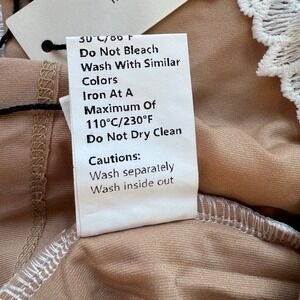 30°C/86°F
Do Not Bleach
Wash With Similar
Colors
Iron At A
Maximum Of
110°C/230°F
Do Not Dry Clean
Cautions:
Wash separately
Wash inside out